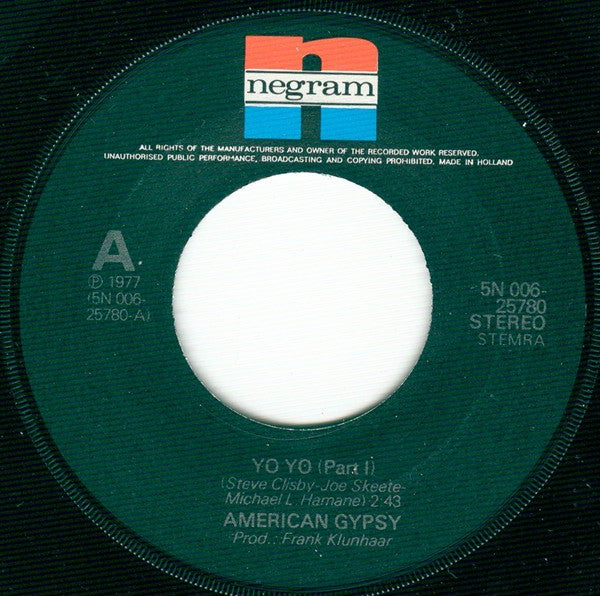 negram
ALL RIGHTS OF THE MANUFACTURERS AND OWNER OF THE RECORDED WORK RESERVED.
UNAUTHORISED PUBLIC PERFORMANCE, BROADCASTING AND COPYING PROHIBITED. MADE IN HOLLAND
A
℗ 1977
(5N 006-
25780-A)
5N 006-
25780
STEREO
STEMRA
YO YO (Part I)
(Steve Clisby-Joe Skeete-
Michael L Hamane) 2:43
AMERICAN GYPSY
Prod.: Frank Klunhaar